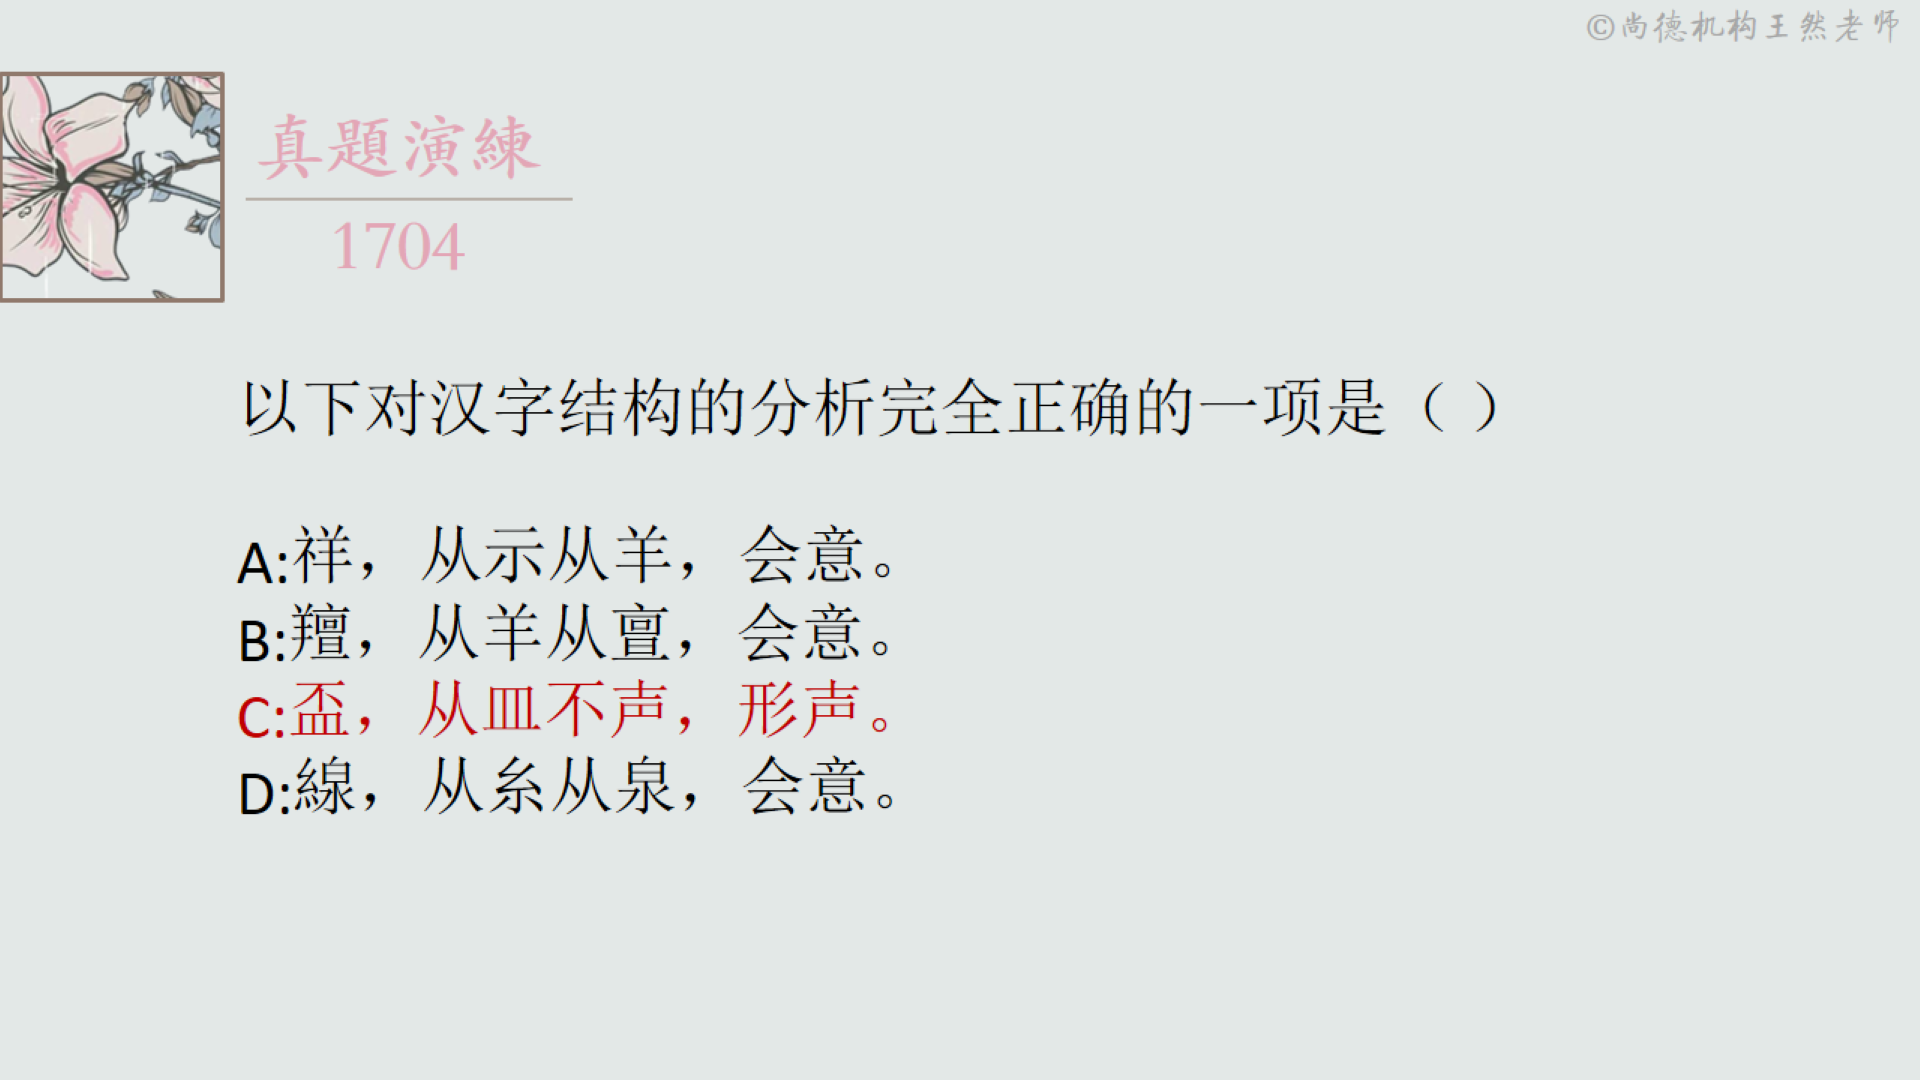 ©尚德机构王然老师
真題演練
1704
以下对汉字结构的分析完全正确的一项是（ ）
A:祥，从示从羊，会意。
B:羶，从羊从亶，会意。
C:盃，从皿不声，形声。
D:線，从糸从泉，会意。